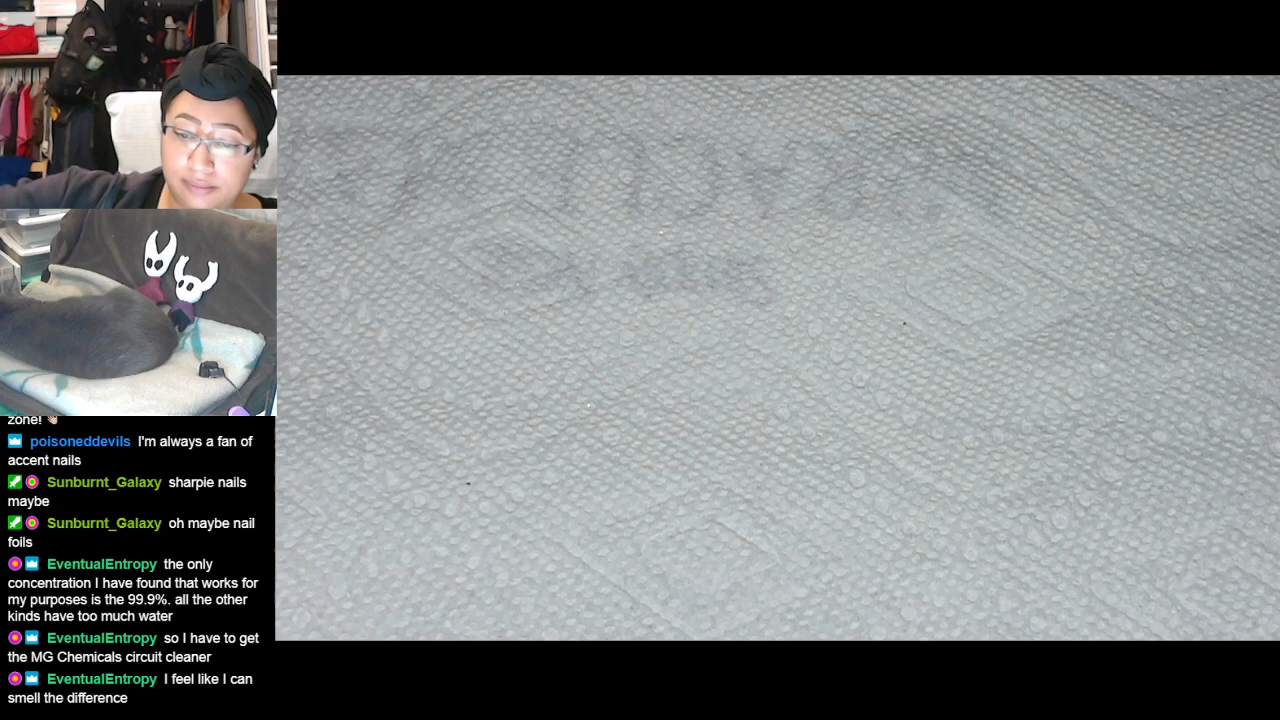 zone!
poisoneddevils I'm always a fan of
accent nails
Sunburnt_Galaxy sharpie nails
maybe
Sunburnt_Galaxy oh maybe nail
foils
EventualEntropy the only
concentration I have found that works for
my purposes is the 99.9%. all the other
kinds have too much water
EventualEntropy so I have to get
the MG Chemicals circuit cleaner
EventualEntropy I feel like I can
smell the difference